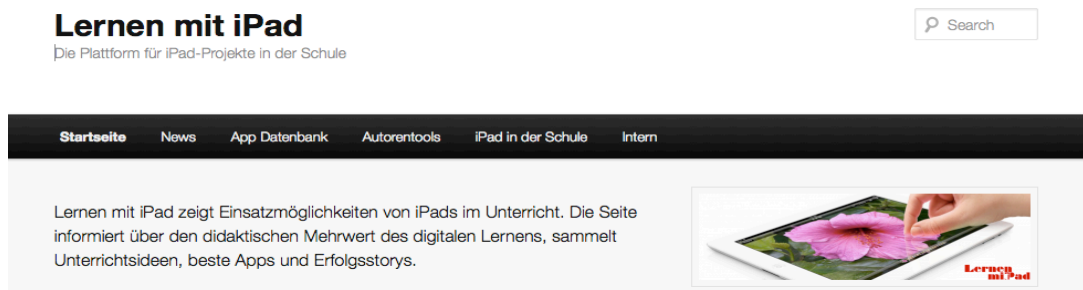 Lernen mit iPad
Die Plattform für iPad-Projekte in der Schule
Search
Startseite News App Datenbank Autorentools iPad in der Schule Intern
Lernen mit iPad zeigt Einsatzmöglichkeiten von iPads im Unterricht. Die Seite
informiert über den didaktischen Mehrwert des digitalen Lernens, sammelt
Unterrichtsideen, beste Apps und Erfolgsstorys.
Lernen
miPad